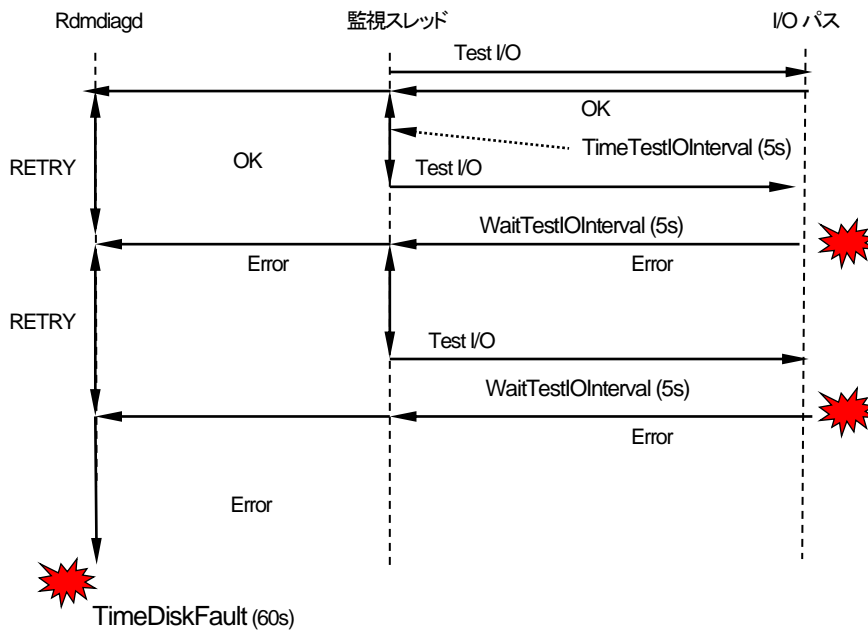 Rdmdiagd
監視スレッド
I/O パス
Test I/O
OK
TimeTestIOInterval (5s)
RETRY
OK
Test I/O
WaitTestIOInterval (5s)
Error
Error
RETRY
Test I/O
WaitTestIOInterval (5s)
Error
Error
TimeDiskFault (60s)